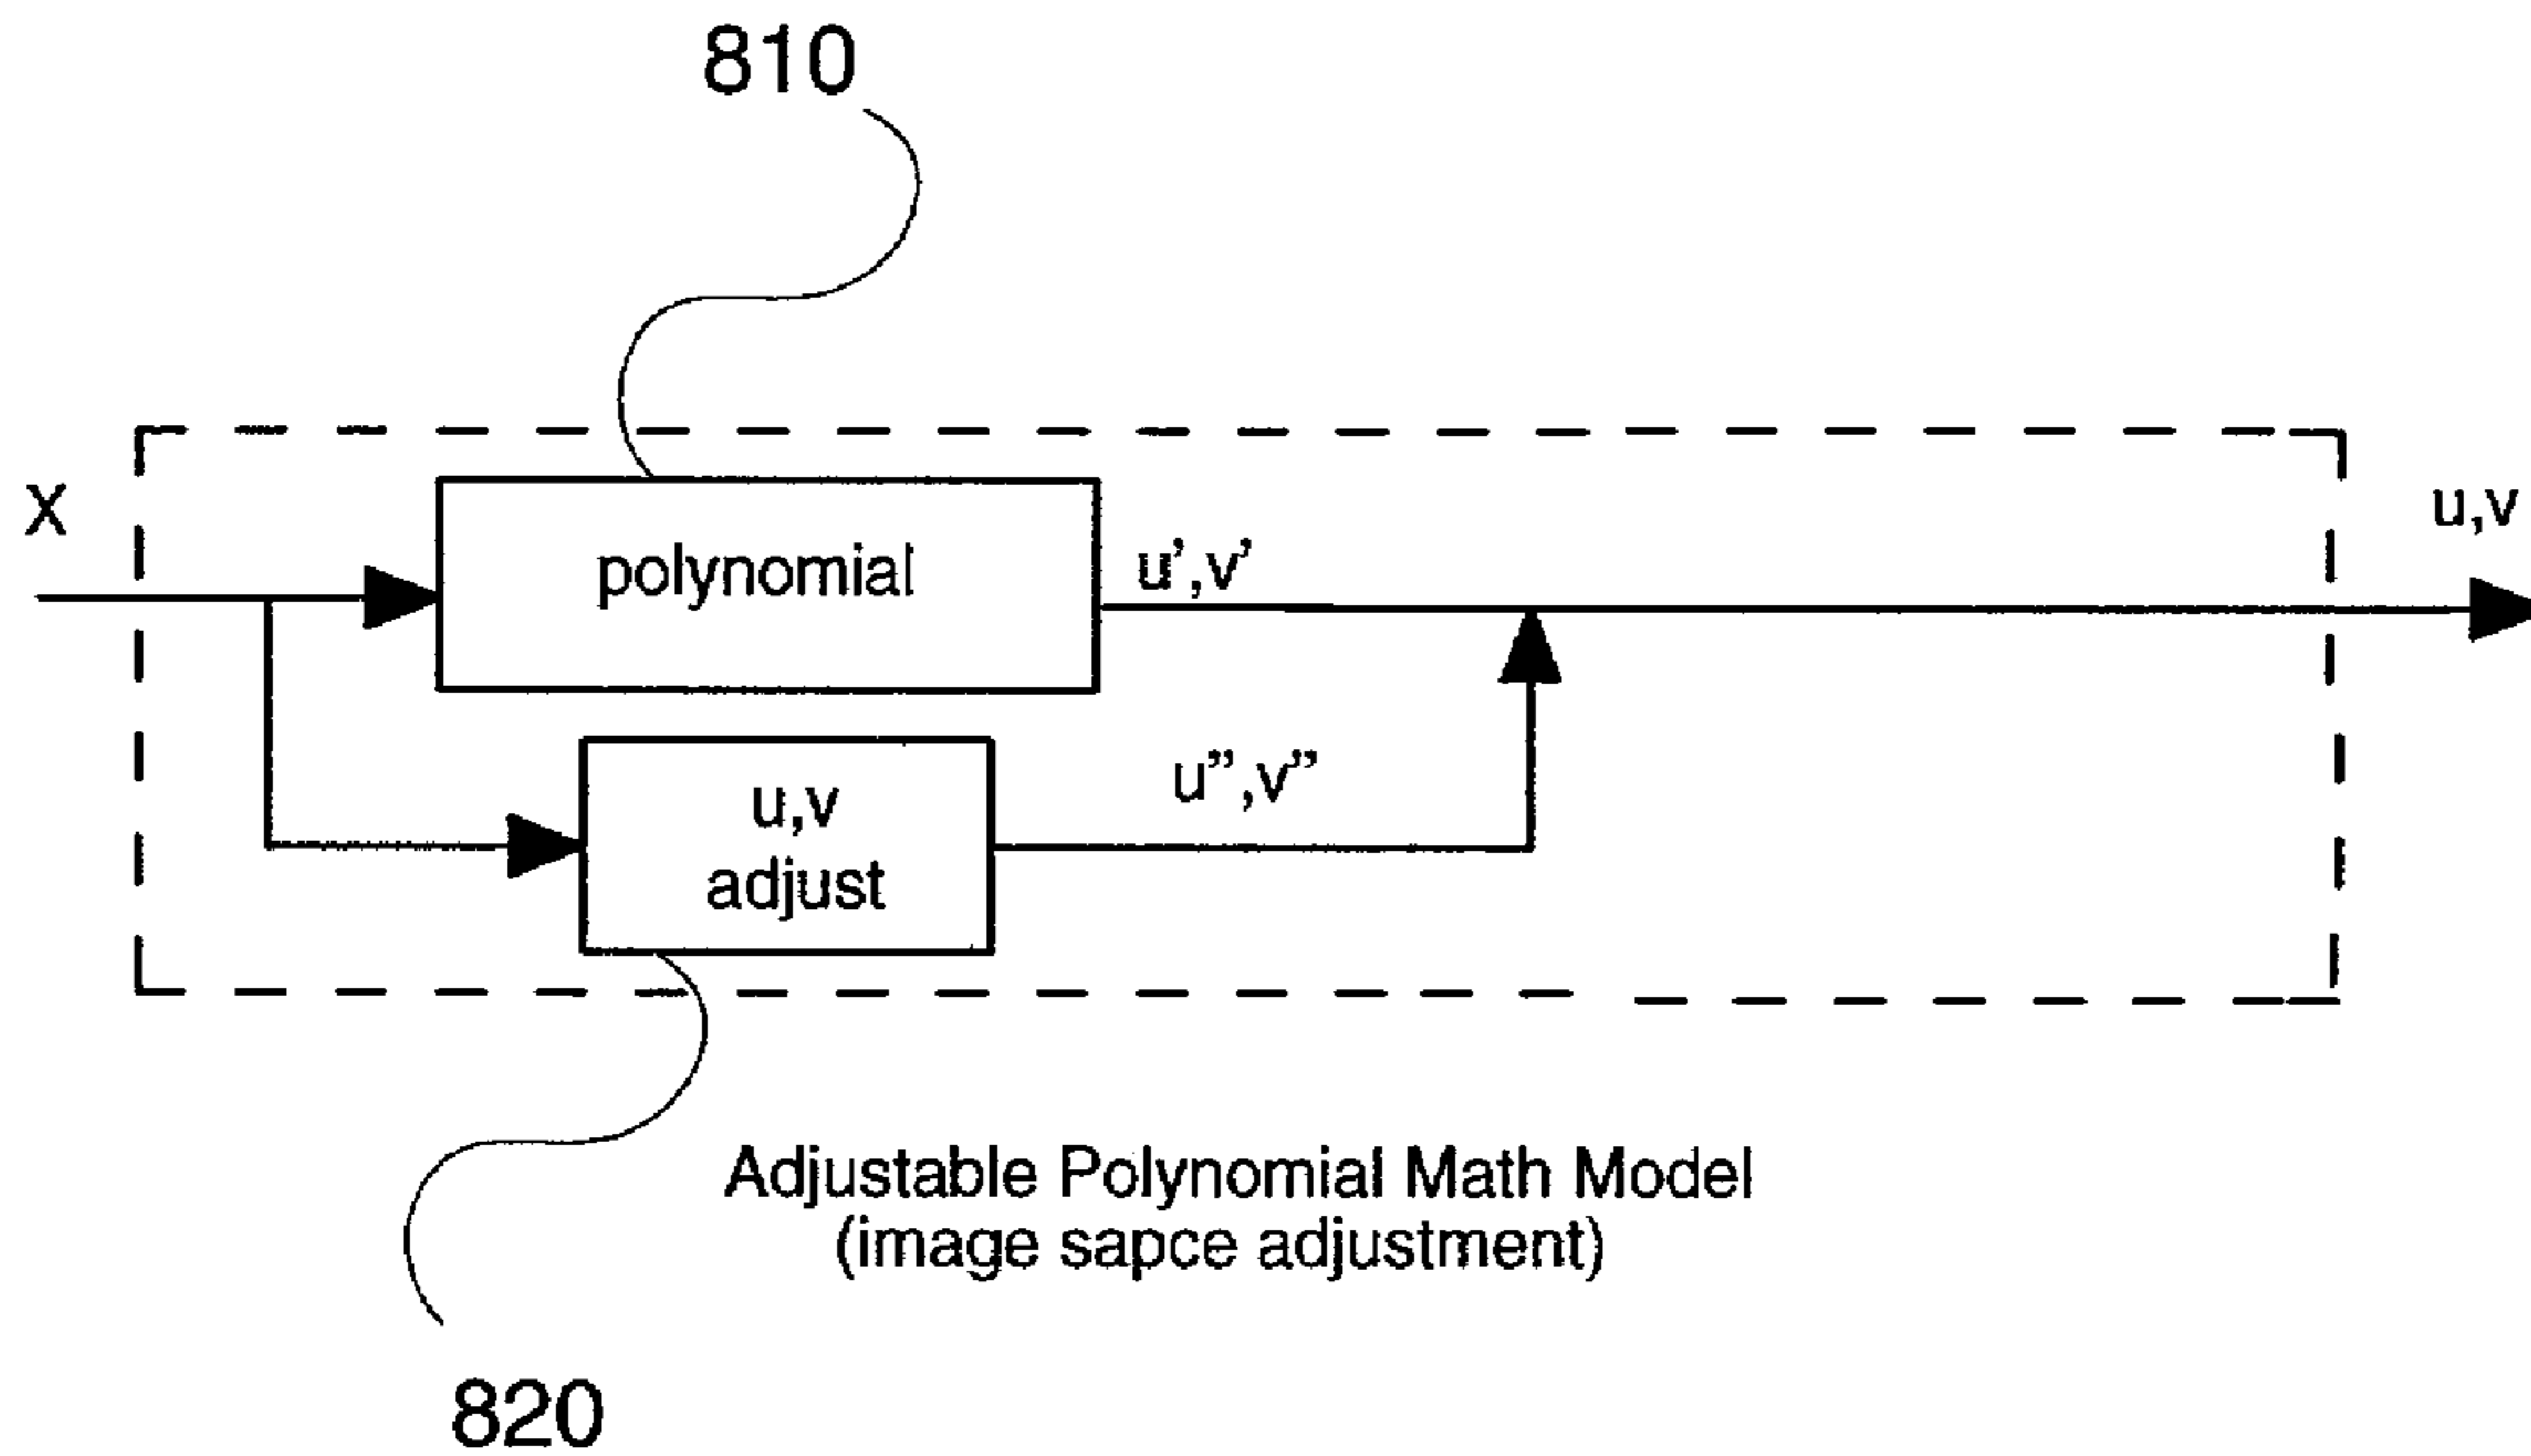 810
x
u,v
polynomial
u’,v’
u,v
adjust
u”,v”
Adjustable Polynomial Math Model
(image sapce adjustment)
820